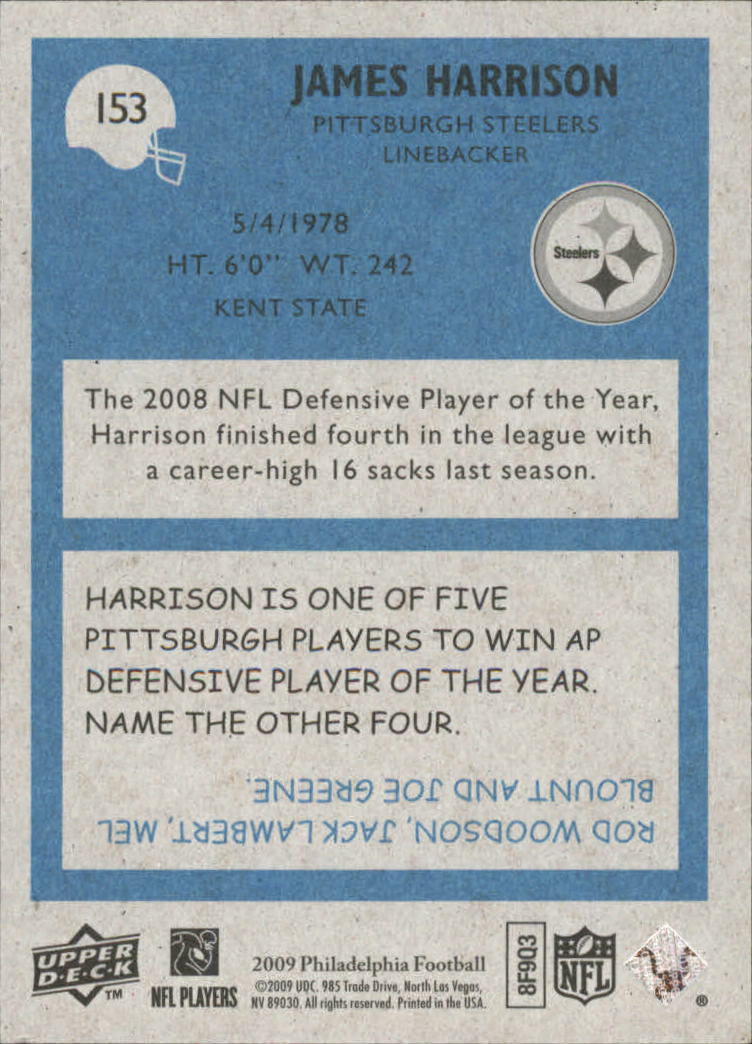 153
JAMES HARRISON
PITTSBURGH STEELERS
LINEBACKER
5/4/1978
HT. 6'0'' WT. 242
KENT STATE
Steelers
The 2008 NFL Defensive Player of the Year,
Harrison finished fourth in the league with
a career-high 16 sacks last season.
HARRISON IS ONE OF FIVE
PITTSBURGH PLAYERS TO WIN AP
DEFENSIVE PLAYER OF THE YEAR.
NAME THE OTHER FOUR.
ROD WOODSON, JACK LAMBERT, MEL
BLOUNT AND JOE GREENE.
UPPER
D·E·C·K
TM
NFL PLAYERS
2009 Philadelphia Football
©2009 UDC. 985 Trade Drive, North Las Vegas,
NV 89030. All rights reserved. Printed in the USA.
8F9Q3
NFL
®